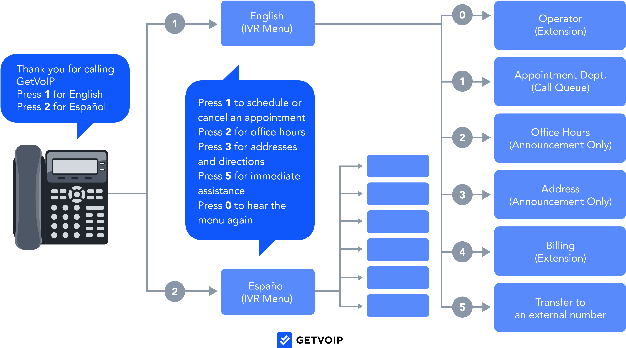 Thank you for calling
GetVoIP
Press 1 for English
Press 2 for Español
1
English
(IVR Menu)
Press 1 to schedule or
cancel an appointment
Press 2 for office hours
Press 3 for addresses
and directions
Press 5 for immediate
assistance
Press 0 to hear the
menu again
2
Españo
(IVR Menu)
0
Operator
(Extension)
1
Appointment Dept.
(Call Queue)
2
Office Hours
(Announcement Only)
3
Address
(Announcement Only)
4
Billing
(Extension)
5
Transfer to
an external number
GETVOIP